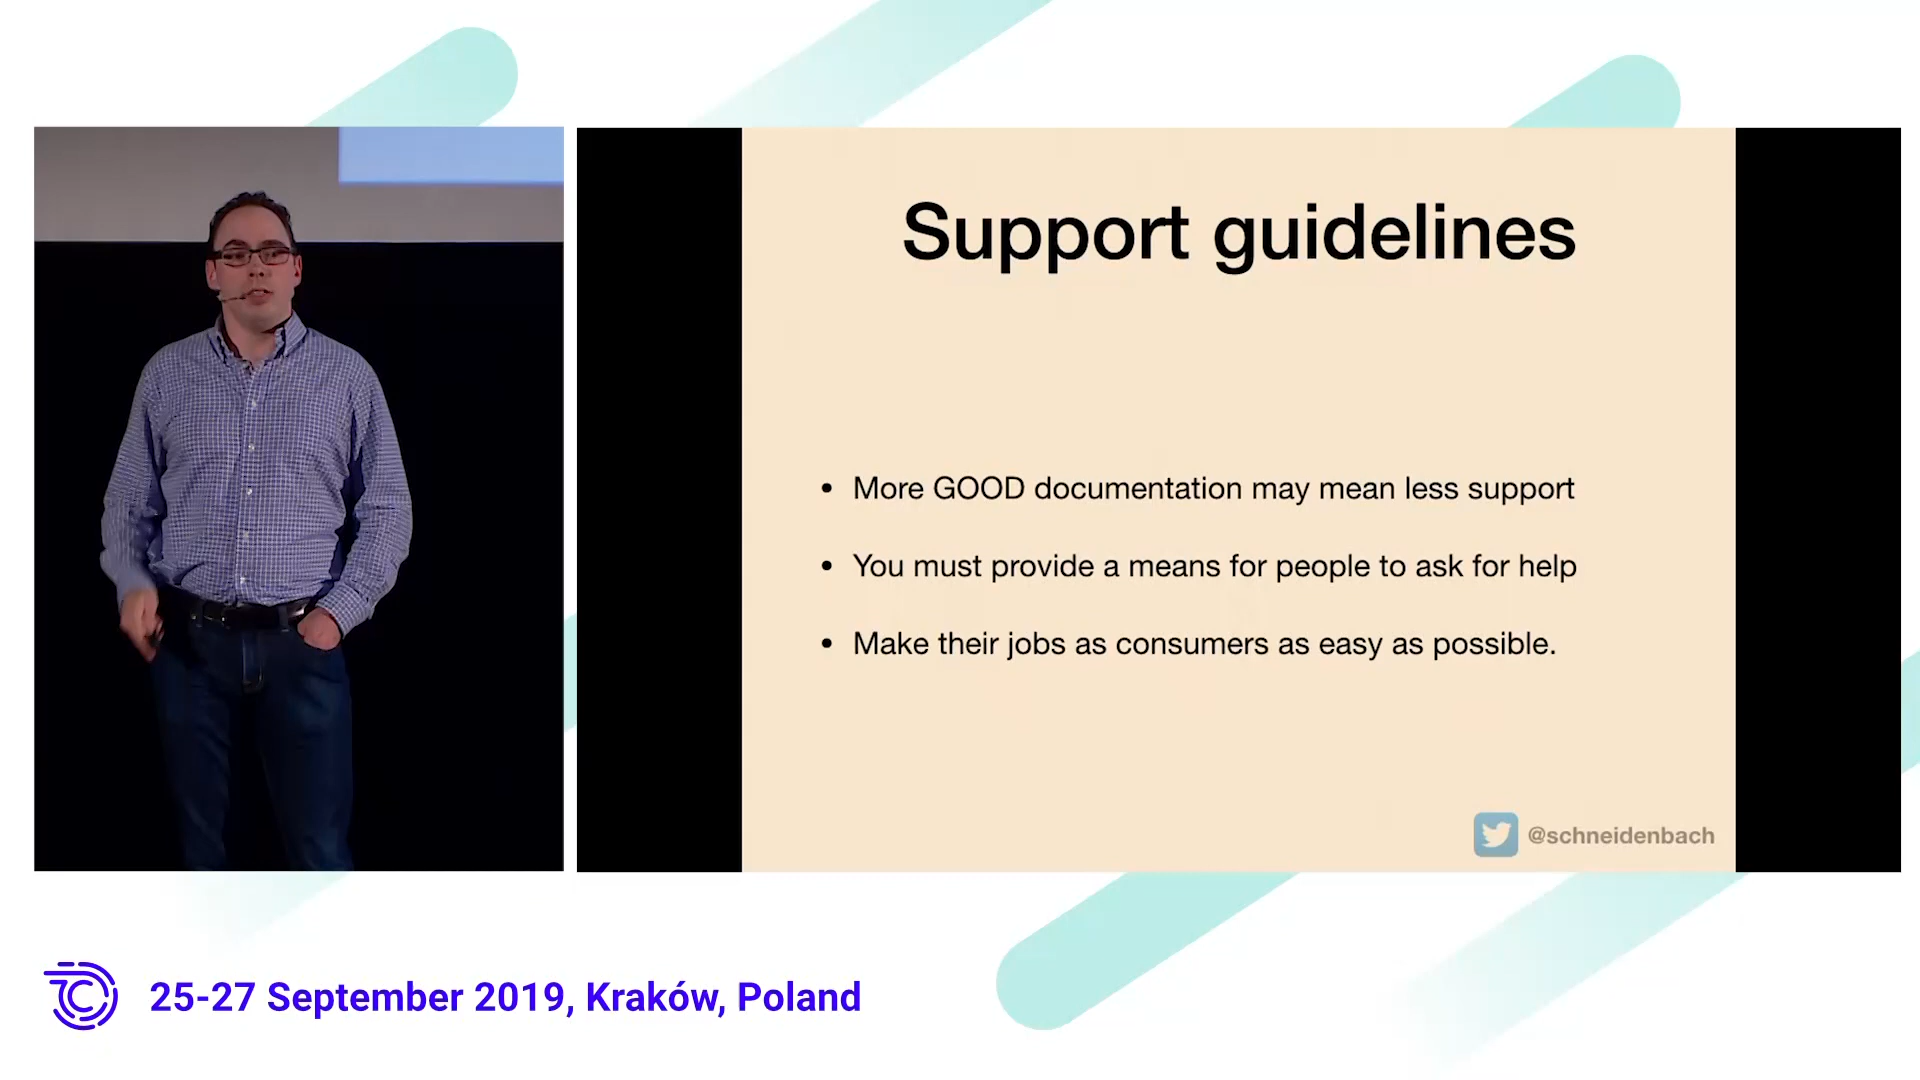 Support guidelines
• More GOOD documentation may mean less support
• You must provide a means for people to ask for help
• Make their jobs as consumers as easy as possible.
@schneidenbach
25-27 September 2019, Kraków, Poland